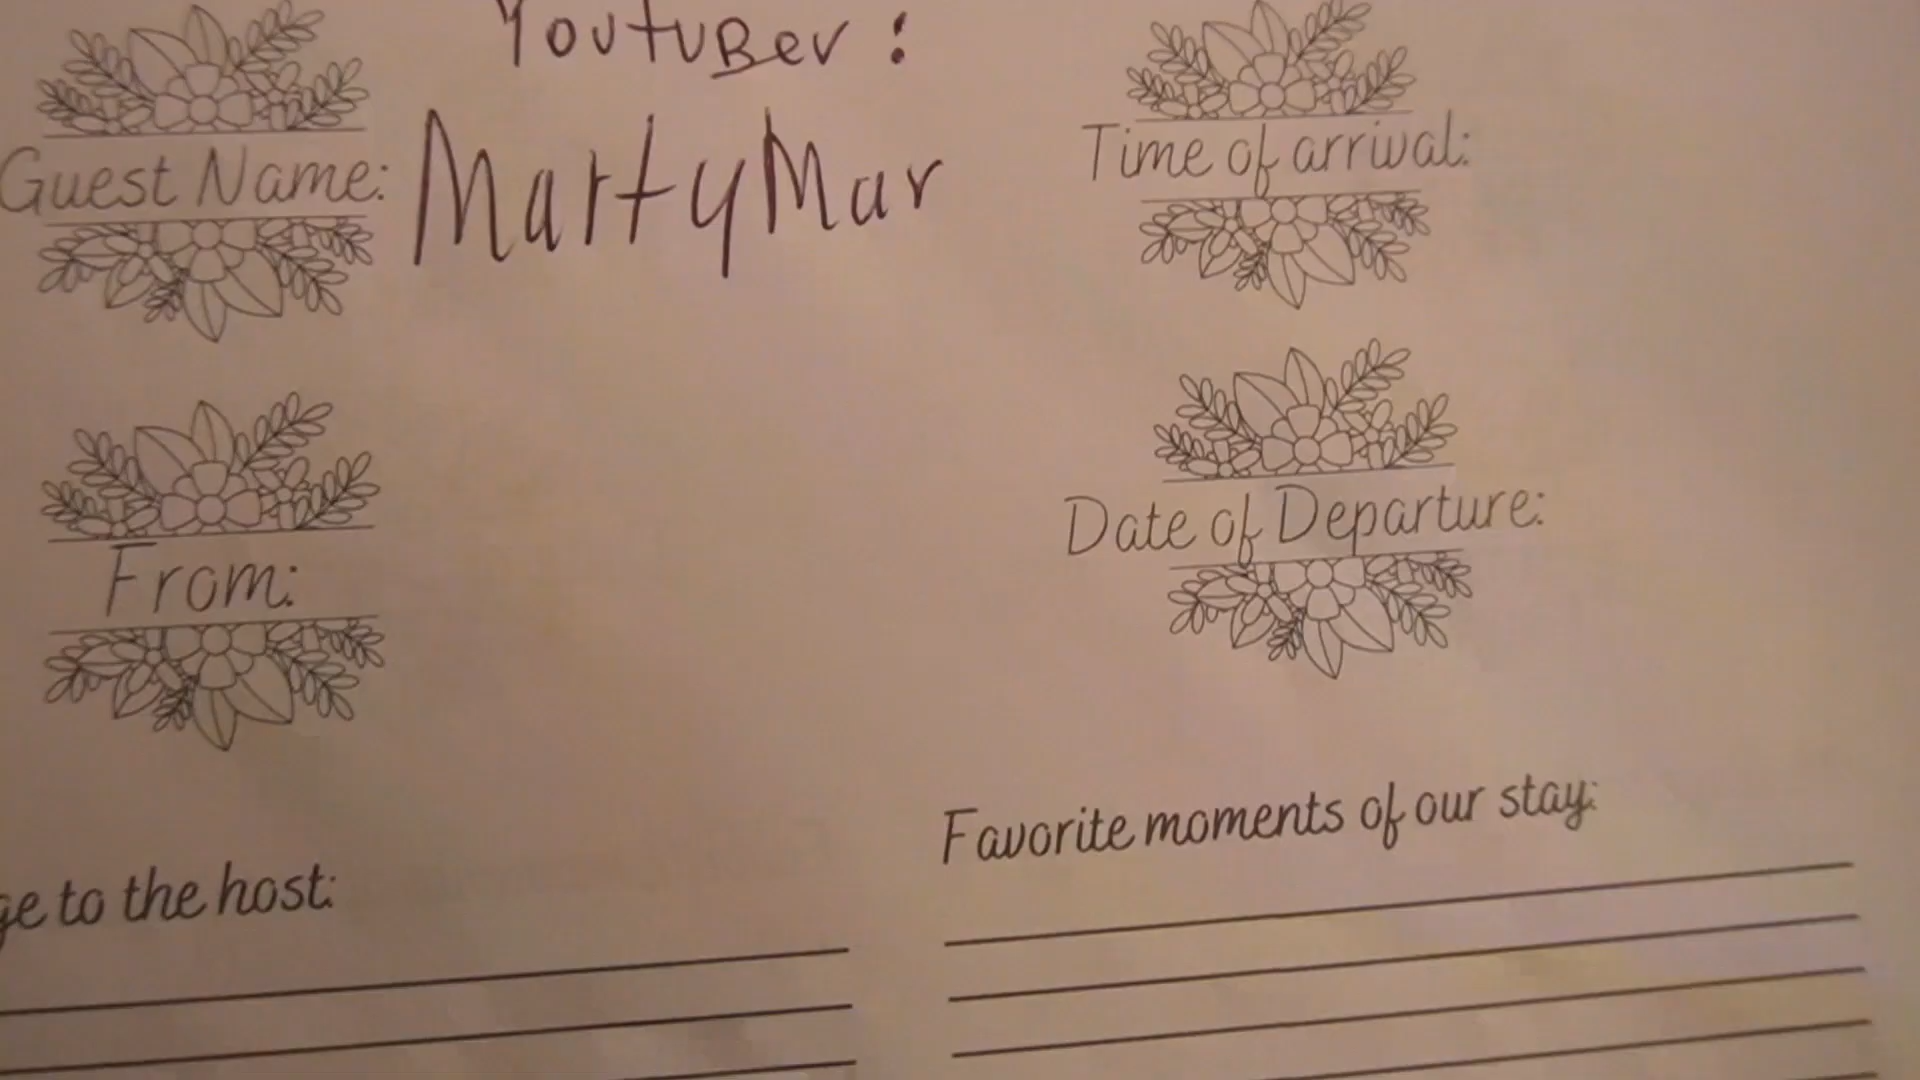 YoutuBer :
Guest Name: MartyMar
Time of arrival:
From:
Date of Departure:
Favorite moments of our stay:
ge to the host: